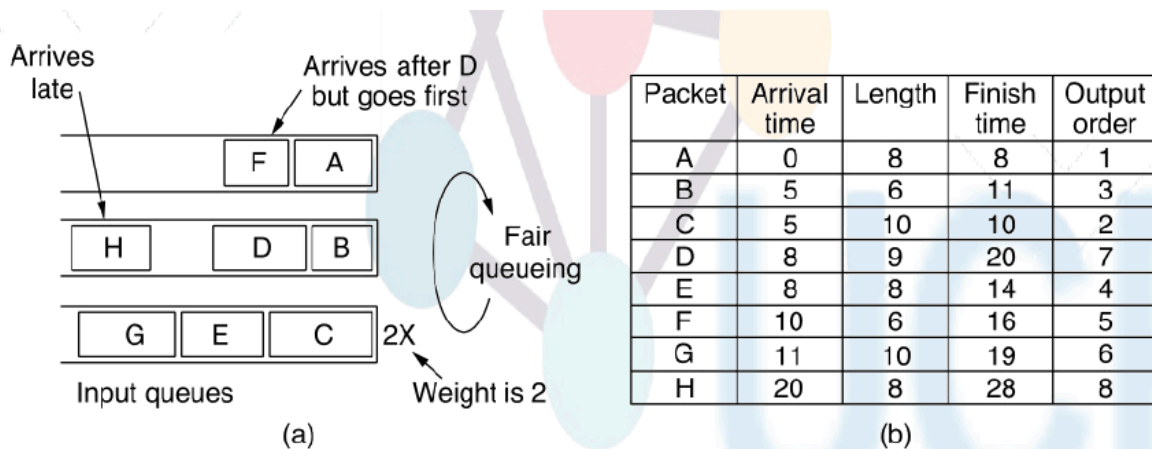 Arrives
late
Arrives after D
but goes first
F A
H D B
G E C 2X
Fair
queueing
Input queues
Weight is 2
(a)
Packet Arrival time Length Finish time Output order
A 0 8 8 1
B 5 6 11 3
C 5 10 10 2
D 8 9 20 7
E 8 8 14 4
F 10 6 16 5
G 11 10 19 6
H 20 8 28 8
(b)